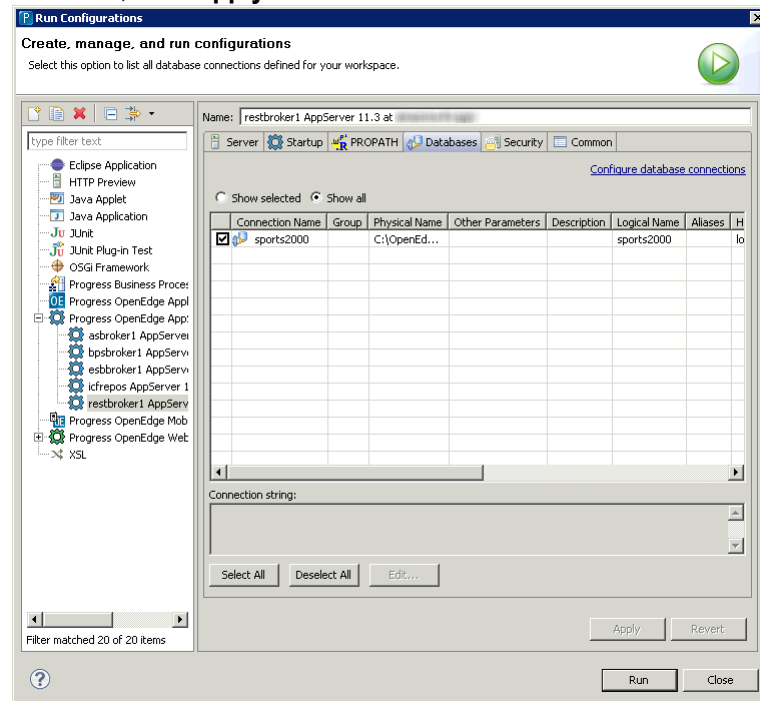 Apply
Run Configurations
Create, manage, and run configurations
Select this option to list all database connections defined for your workspace.
Name: restbroker1 AppServer 11.3 at
type filter text
Server Startup PROPATH Databases Security Common
Configure database connections
Show selected Show all
Connection Name Group Physical Name Other Parameters Description Logical Name Aliases H
sports2000 C:\OpenEd... sports2000 lo
Eclipse Application
HTTP Preview
Java Applet
Java Application
JUnit
JUnit Plug-in Test
OSGi Framework
Progress Business Proces
Progress OpenEdge Appl
Progress OpenEdge App
asbroker1 AppServer
bpsbroker1 AppServ
esbbroker1 AppServ
icfrepos AppServer 1
restbroker1 AppServ
Progress OpenEdge Mob
Progress OpenEdge Web
XSL
Connection string:
Select All Deselect All Edit...
Filter matched 20 of 20 items
Apply Revert
Run Close